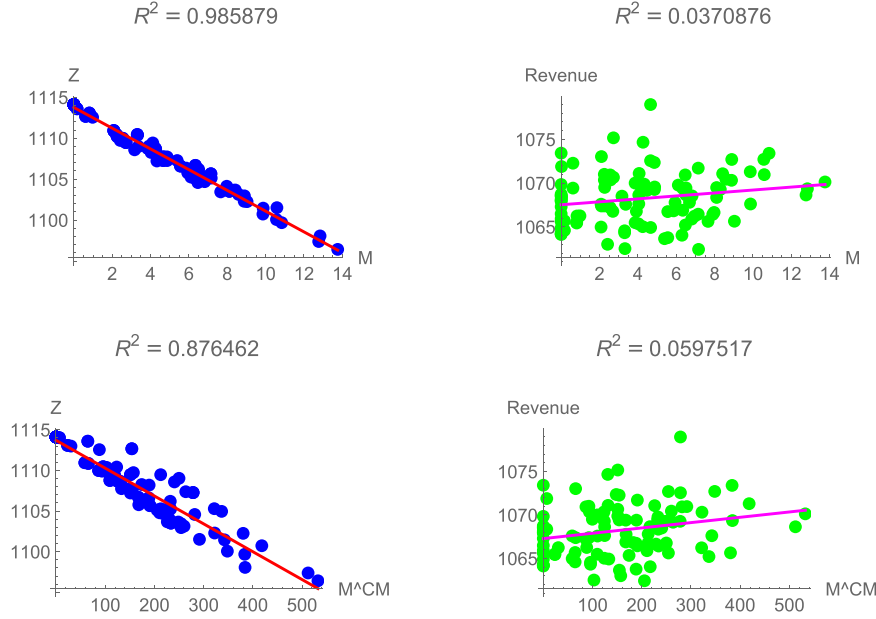 R² = 0.985879
Z
1115
1110
1105
1100
2 4 6 8 10 12 14
M
R² = 0.0370876
Revenue
1075
1070
1065
2 4 6 8 10 12 14
M
R² = 0.876462
Z
1115
1110
1105
1100
100 200 300 400 500
M^CM
R² = 0.0597517
Revenue
1075
1070
1065
100 200 300 400 500
M^CM